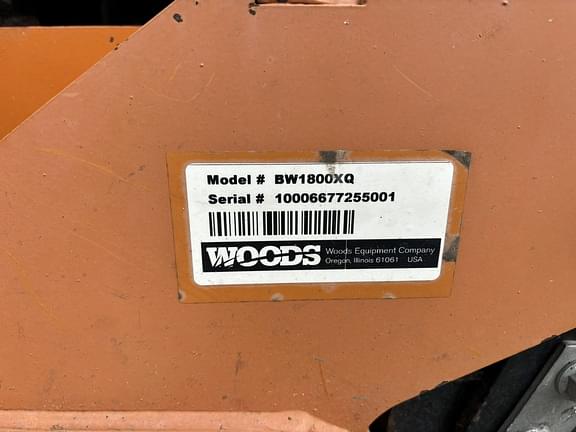 Model # BW1800XQ
Serial # 10006677255001
WOODS
Woods Equipment Company
Oregon, Illinois 61061 USA